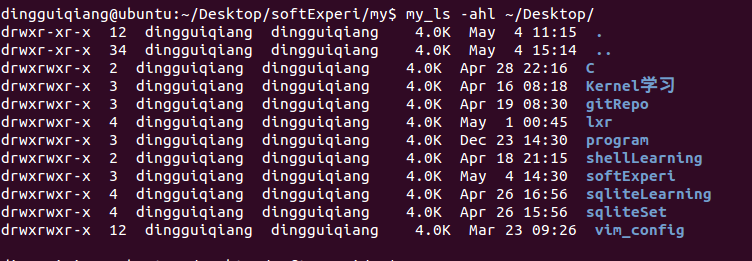 dingguiqiang@ubuntu:~/Desktop/softExperi/my$ my_ls -ahl ~/Desktop/
drwxr-xr-x 12 dingguiqiang dingguiqiang 4.0K May 4 11:15 .
drwxr-xr-x 34 dingguiqiang dingguiqiang 4.0K May 4 15:14 ..
drwxrwxr-x 2 dingguiqiang dingguiqiang 4.0K Apr 28 22:16 C
drwxrwxr-x 3 dingguiqiang dingguiqiang 4.0K Apr 16 08:18 Kernel学习
drwxrwxr-x 3 dingguiqiang dingguiqiang 4.0K Apr 19 08:30 gitRepo
drwxrwxr-x 4 dingguiqiang dingguiqiang 4.0K May 1 00:45 lxr
drwxrwxr-x 3 dingguiqiang dingguiqiang 4.0K Dec 23 14:30 program
drwxrwxr-x 2 dingguiqiang dingguiqiang 4.0K Apr 18 21:15 shellLearning
drwxrwxr-x 3 dingguiqiang dingguiqiang 4.0K May 4 14:30 softExperi
drwxrwxr-x 4 dingguiqiang dingguiqiang 4.0K Apr 26 16:56 sqliteLearning
drwxrwxr-x 4 dingguiqiang dingguiqiang 4.0K Apr 26 15:56 sqliteSet
drwxrwxr-x 12 dingguiqiang dingguiqiang 4.0K Mar 23 09:26 vim_config